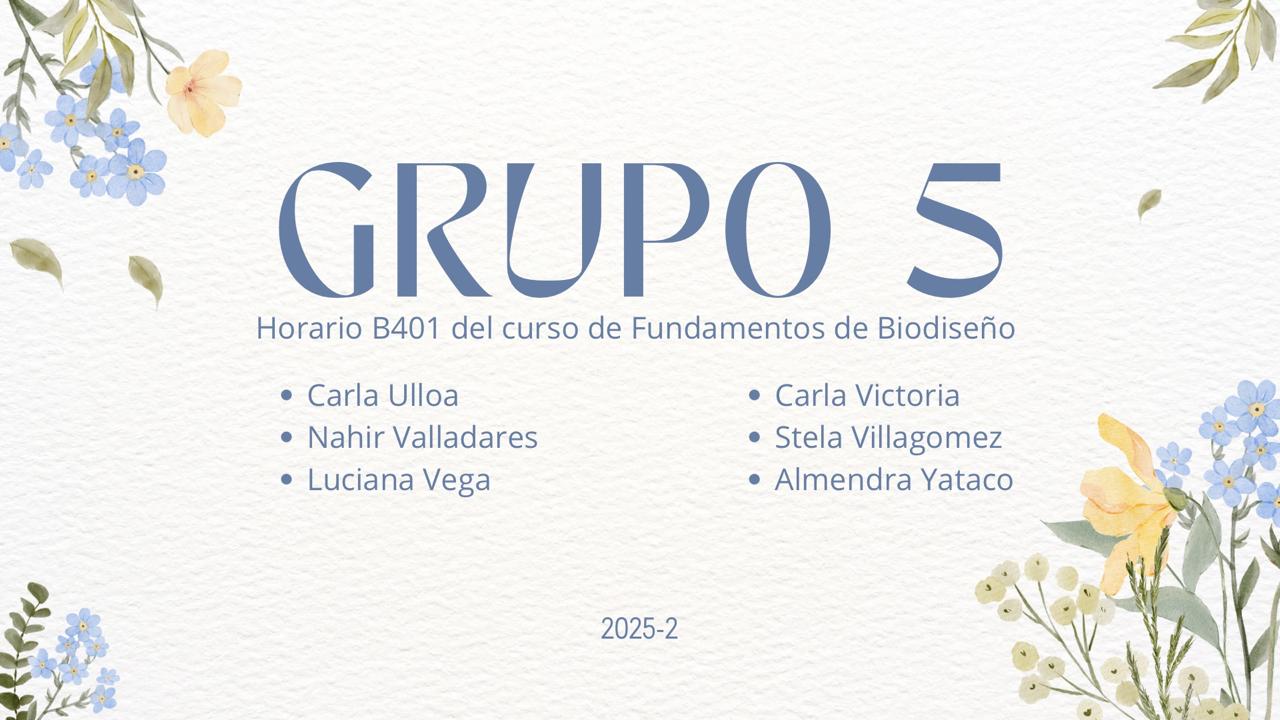 GRUPO 5
Horario B401 del curso de Fundamentos de Biodiseño
• Carla Ulloa
• Nahir Valladares
• Luciana Vega
• Carla Victoria
• Stela Villagomez
• Almendra Yataco
2025-2